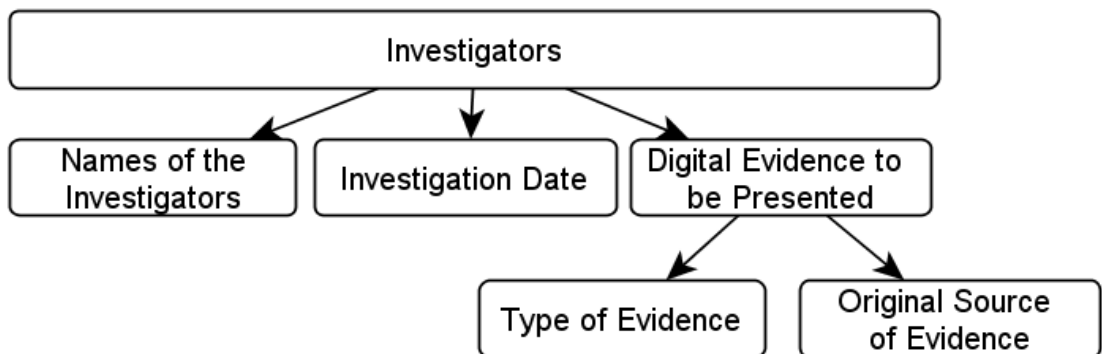 Investigators
Names of the
Investigators
Investigation Date
Digital Evidence to
be Presented
Type of Evidence
Original Source
of Evidence